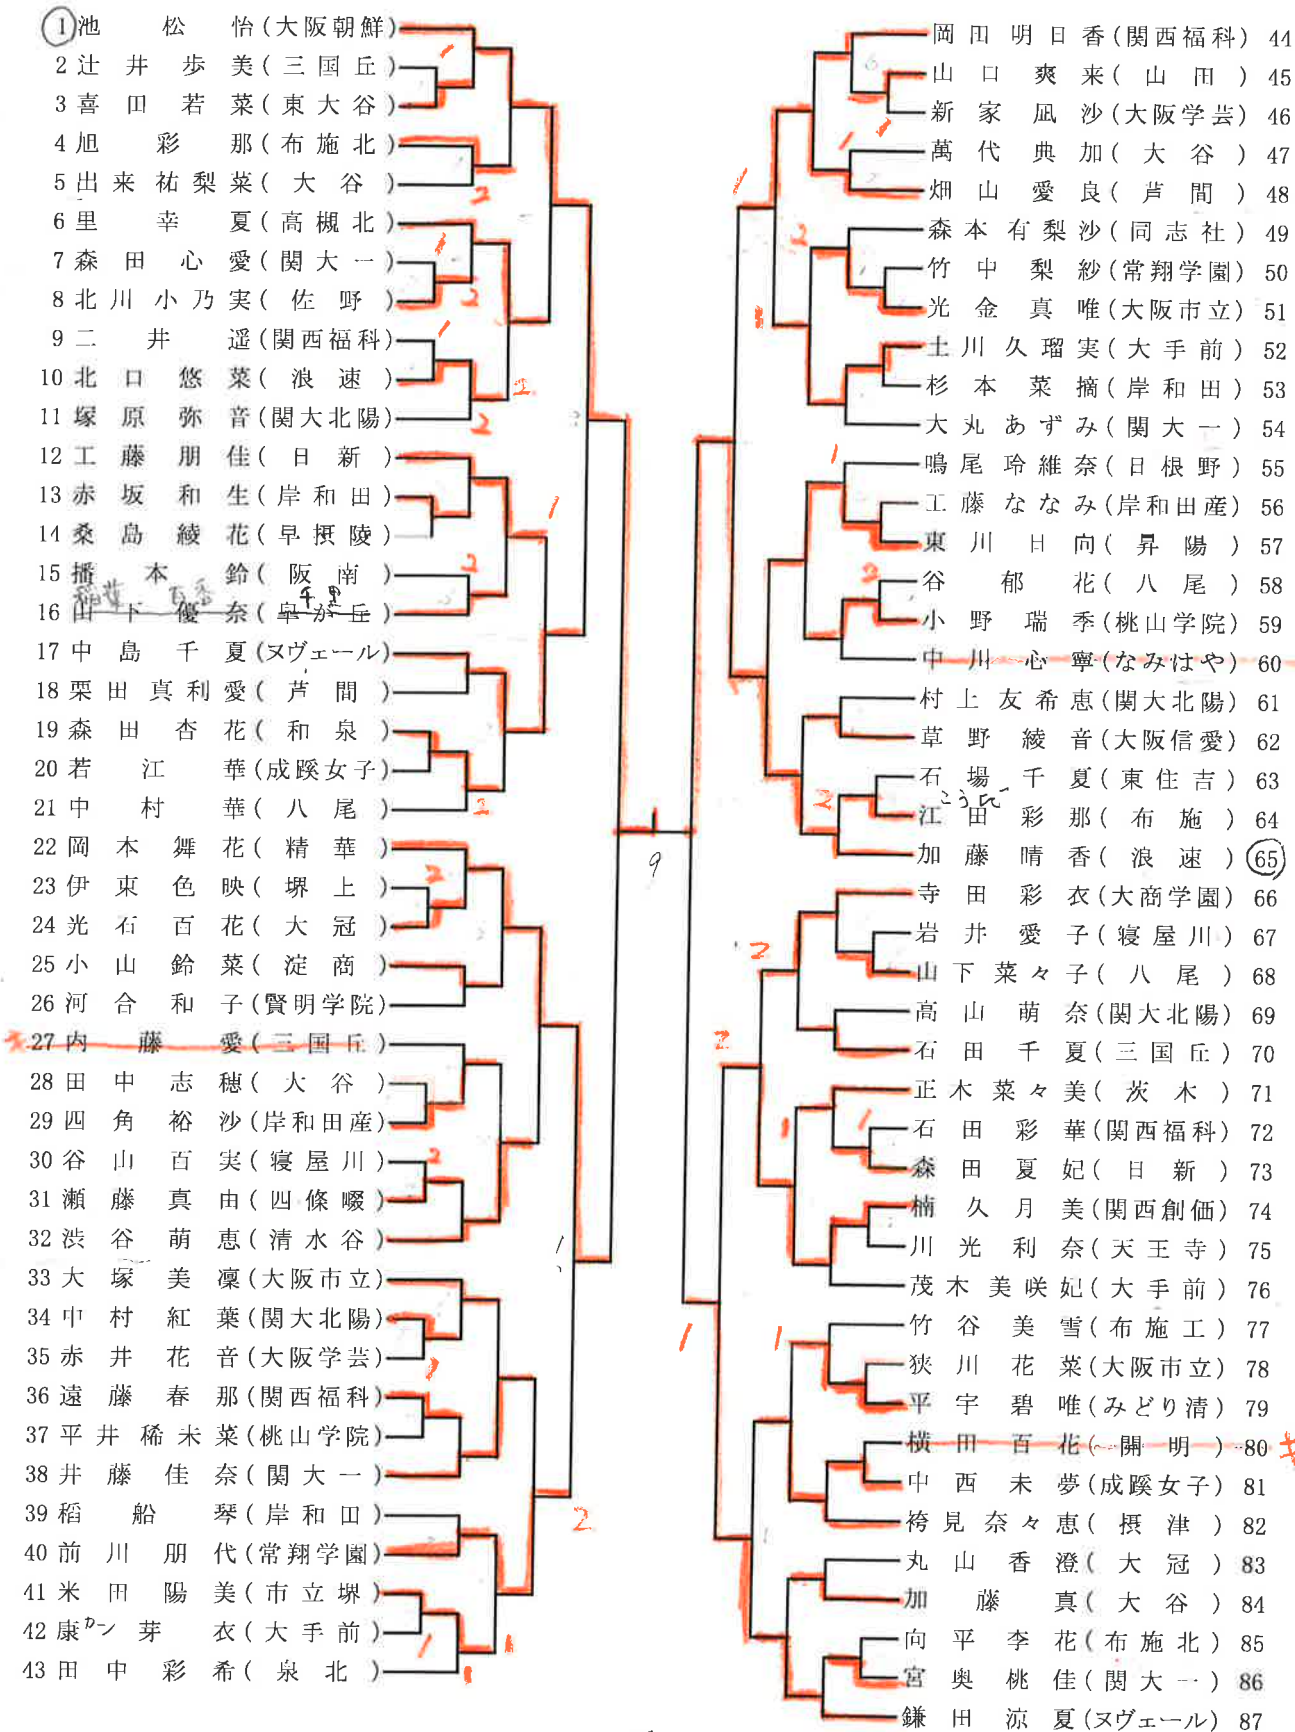 1 池松怡(大阪朝鮮)
2 辻井歩美(三国丘)
3 喜田若菜(東大谷)
4 旭彩那(布施北)
5 出来祐梨菜(大谷)
6 里幸夏(高槻北)
7 森田心愛(関大一)
8 北川小乃実(佐野)
9 二井遥(関西福科)
10 北口悠菜(浪速)
11 塚原弥音(関大北陽)
12 工藤朋佳(日新)
13 赤坂和生(岸和田)
14 桑島綾花(早摂陵)
15 播本鈴(阪南)
稲葉 百香 千里
16 山下優奈(皐が丘)
17 中島千夏(ヌヴェール)
18 栗田真利愛(芦間)
19 森田杏花(和泉)
20 若江華(成蹊女子)
21 中村華(八尾)
22 岡本舞花(精華)
23 伊東色映(堺上)
24 光石百花(大冠)
25 小山鈴菜(淀商)
26 河合和子(賢明学院)
27 内藤愛(三国丘)
28 田中志穂(大谷)
29 四角裕沙(岸和田産)
30 谷山百実(寝屋川)
31 瀬藤真由(四條畷)
32 渋谷萌恵(清水谷)
33 大塚美凜(大阪市立)
34 中村紅葉(関大北陽)
35 赤井花音(大阪学芸)
36 遠藤春那(関西福科)
37 平井稀未菜(桃山学院)
38 井藤佳奈(関大一)
39 稲船琴(岸和田)
40 前川朋代(常翔学園)
41 米田陽美(市立堺)
42 康カン芽衣(大手前)
43 田中彩希(泉北)
9
岡田明日香(関西福科) 44
山口爽来(山田) 45
新家凪沙(大阪学芸) 46
萬代典加(大谷) 47
畑山愛良(芦間) 48
森本有梨沙(同志社) 49
竹中梨紗(常翔学園) 50
光金真唯(大阪市立) 51
土川久瑠実(大手前) 52
杉本菜摘(岸和田) 53
大丸あずみ(関大一) 54
鳴尾玲維奈(日根野) 55
工藤ななみ(岸和田産) 56
東川日向(昇陽) 57
谷郁花(八尾) 58
小野瑞季(桃山学院) 59
中川心寧(なみはや) 60
村上友希恵(関大北陽) 61
草野綾音(大阪信愛) 62
石場千夏(東住吉) 63
江田彩那(布施) 64
加藤晴香(浪速) 65
寺田彩衣(大商学園) 66
岩井愛子(寝屋川) 67
山下菜々子(八尾) 68
高山萌奈(関大北陽) 69
石田千夏(三国丘) 70
正木菜々美(茨木) 71
石田彩華(関西福科) 72
森田夏妃(日新) 73
楠久月美(関西創価) 74
川光利奈(天王寺) 75
茂木美咲妃(大手前) 76
竹谷美雪(布施工) 77
狭川花菜(大阪市立) 78
平宇碧唯(みどり清) 79
横田百花(開明) 80
中西未夢(成蹊女子) 81
袴見奈々恵(摂津) 82
丸山香澄(大冠) 83
加藤真(大谷) 84
向平李花(布施北) 85
宮奥桃佳(関大一) 86
鎌田涼夏(ヌヴェール) 87